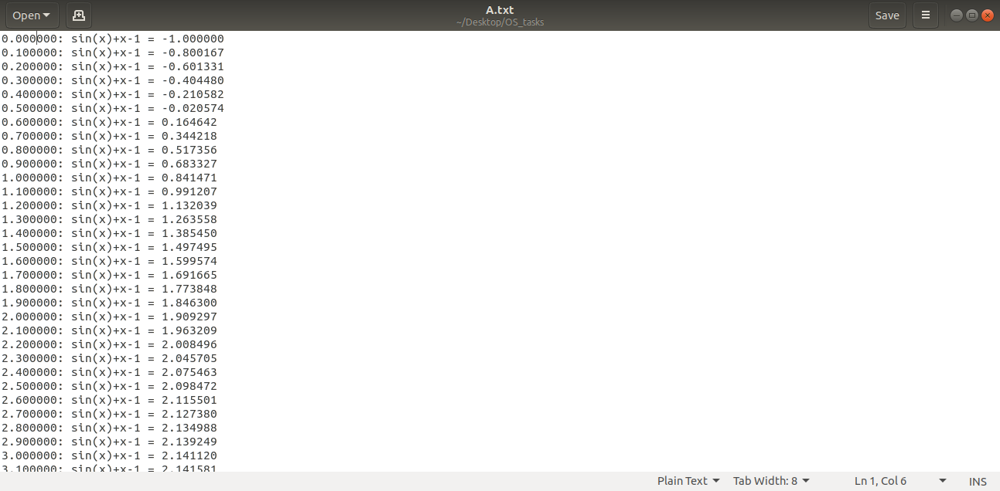 Open
A.txt
~/Desktop/OS_tasks
Save
0.000000: sin(x)+x-1 = -1.000000
0.100000: sin(x)+x-1 = -0.800167
0.200000: sin(x)+x-1 = -0.601331
0.300000: sin(x)+x-1 = -0.404480
0.400000: sin(x)+x-1 = -0.210582
0.500000: sin(x)+x-1 = -0.020574
0.600000: sin(x)+x-1 = 0.164642
0.700000: sin(x)+x-1 = 0.344218
0.800000: sin(x)+x-1 = 0.517356
0.900000: sin(x)+x-1 = 0.683327
1.000000: sin(x)+x-1 = 0.841471
1.100000: sin(x)+x-1 = 0.991207
1.200000: sin(x)+x-1 = 1.132039
1.300000: sin(x)+x-1 = 1.263558
1.400000: sin(x)+x-1 = 1.385450
1.500000: sin(x)+x-1 = 1.497495
1.600000: sin(x)+x-1 = 1.599574
1.700000: sin(x)+x-1 = 1.691665
1.800000: sin(x)+x-1 = 1.773848
1.900000: sin(x)+x-1 = 1.846300
2.000000: sin(x)+x-1 = 1.909297
2.100000: sin(x)+x-1 = 1.963209
2.200000: sin(x)+x-1 = 2.008496
2.300000: sin(x)+x-1 = 2.045705
2.400000: sin(x)+x-1 = 2.075463
2.500000: sin(x)+x-1 = 2.098472
2.600000: sin(x)+x-1 = 2.115501
2.700000: sin(x)+x-1 = 2.127380
2.800000: sin(x)+x-1 = 2.134988
2.900000: sin(x)+x-1 = 2.139249
3.000000: sin(x)+x-1 = 2.141120
3.100000: sin(x)+x-1 = 2.141581
Plain Text
Tab Width: 8
Ln 1, Col 6
INS